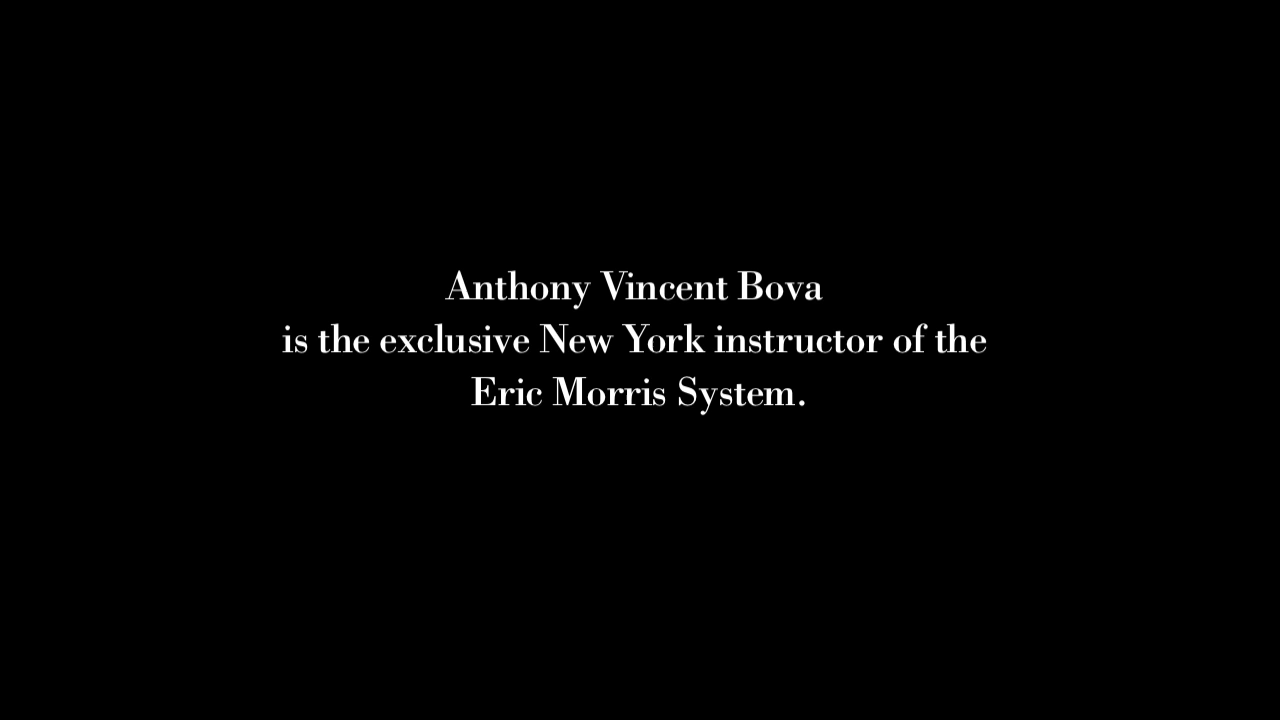 Anthony Vincent Bova
is the exclusive New York instructor of the
Eric Morris System.